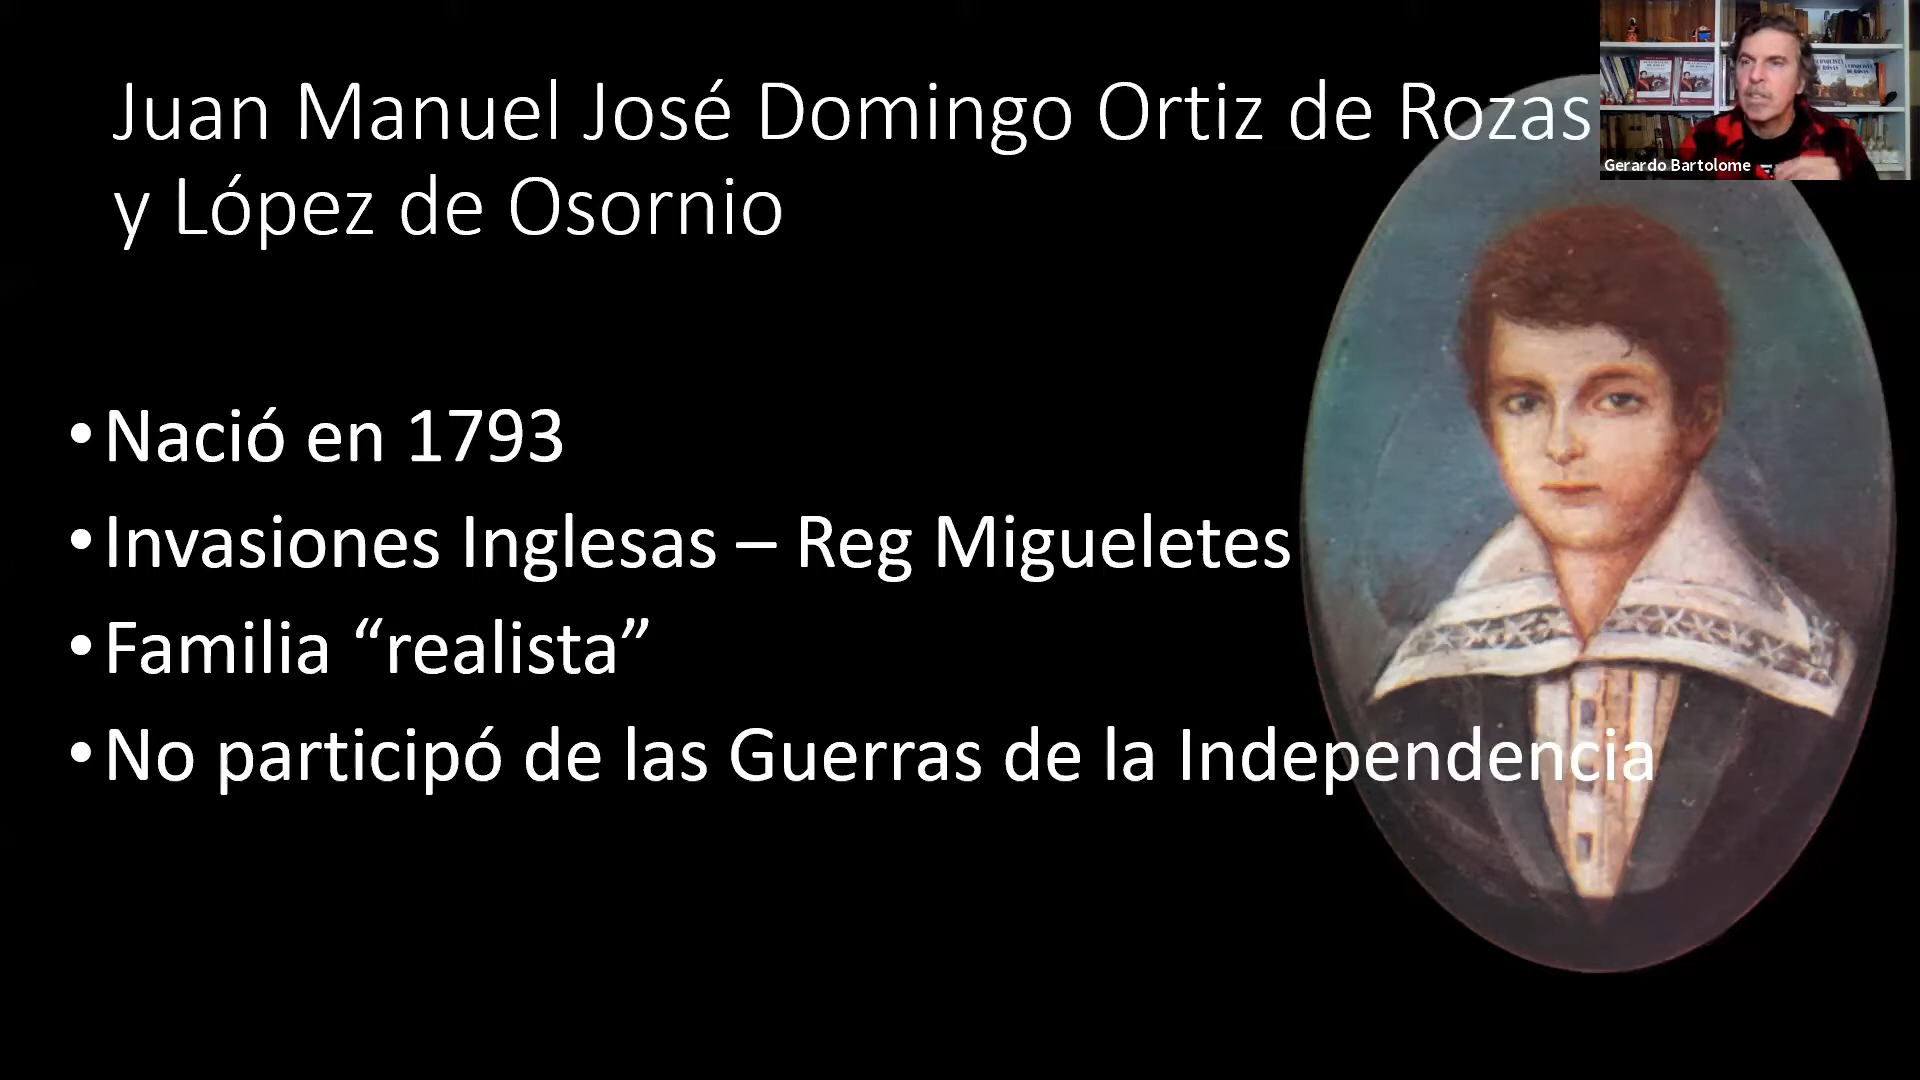 Juan Manuel José Domingo Ortiz de Rozas
y López de Osornio
Gerardo Bartolome
• Nació en 1793
• Invasiones Inglesas – Reg Migueletes
• Familia “realista”
• No participó de las Guerras de la Independencia